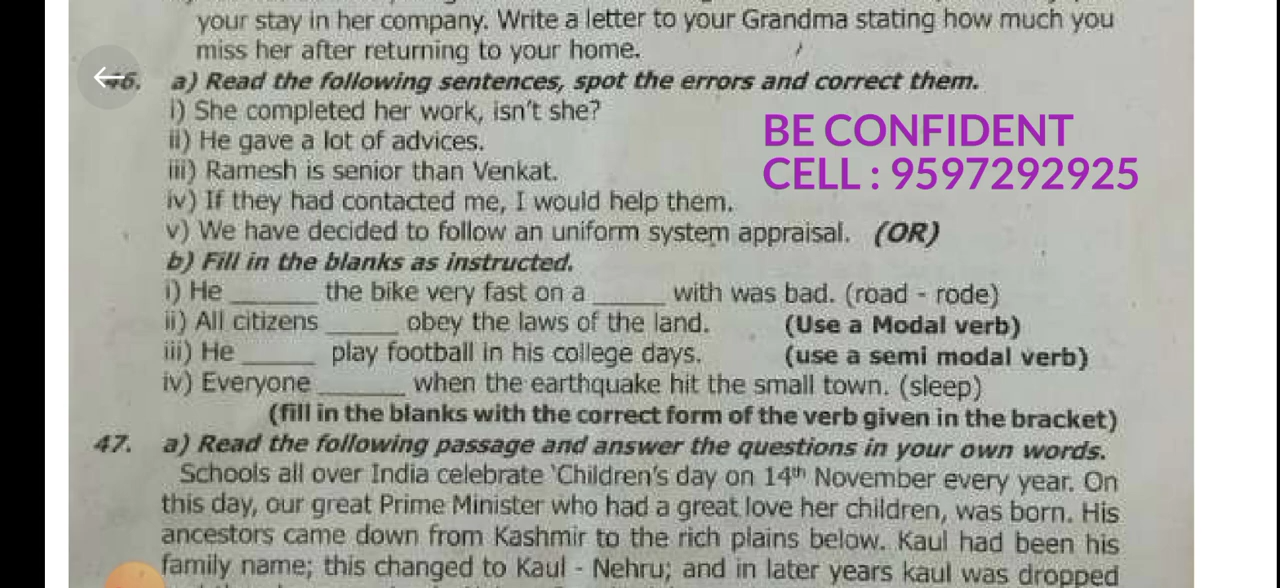 your stay in her company. Write a letter to your Grandma stating how much you
miss her after returning to your home.
46. a) Read the following sentences, spot the errors and correct them.
i) She completed her work, isn't she?
ii) He gave a lot of advices.
iii) Ramesh is senior than Venkat.
iv) If they had contacted me, I would help them.
v) We have decided to follow an uniform system appraisal. (OR)
BE CONFIDENT
CELL : 9597292925
b) Fill in the blanks as instructed.
i) He ______ the bike very fast on a _____ with was bad. (road - rode)
ii) All citizens _____ obey the laws of the land. (Use a Modal verb)
iii) He _____ play football in his college days. (use a semi modal verb)
iv) Everyone ______ when the earthquake hit the small town. (sleep)
(fill in the blanks with the correct form of the verb given in the bracket)
47. a) Read the following passage and answer the questions in your own words.
Schools all over India celebrate 'Children's day on 14th November every year. On
this day, our great Prime Minister who had a great love her children, was born. His
ancestors came down from Kashmir to the rich plains below. Kaul had been his
family name; this changed to Kaul - Nehru; and in later years kaul was dropped